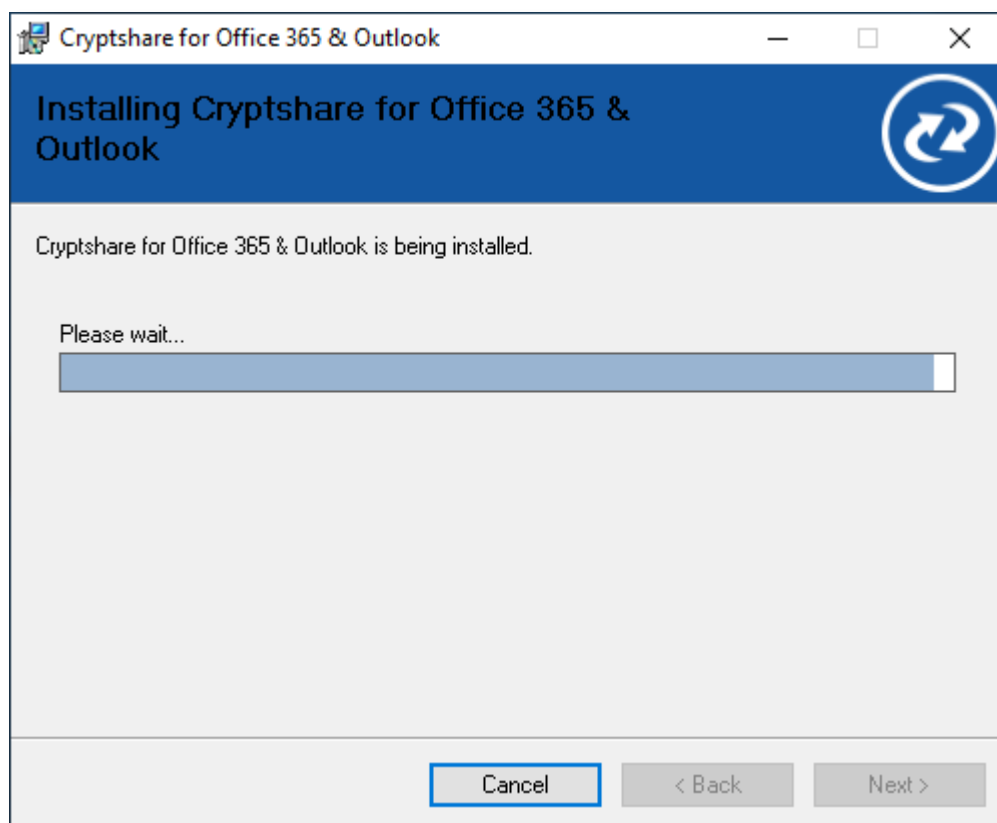 Cryptshare for Office 365 & Outlook
Installing Cryptshare for Office 365 &
Outlook
Cryptshare for Office 365 & Outlook is being installed.
Please wait...
Cancel
< Back
Next >